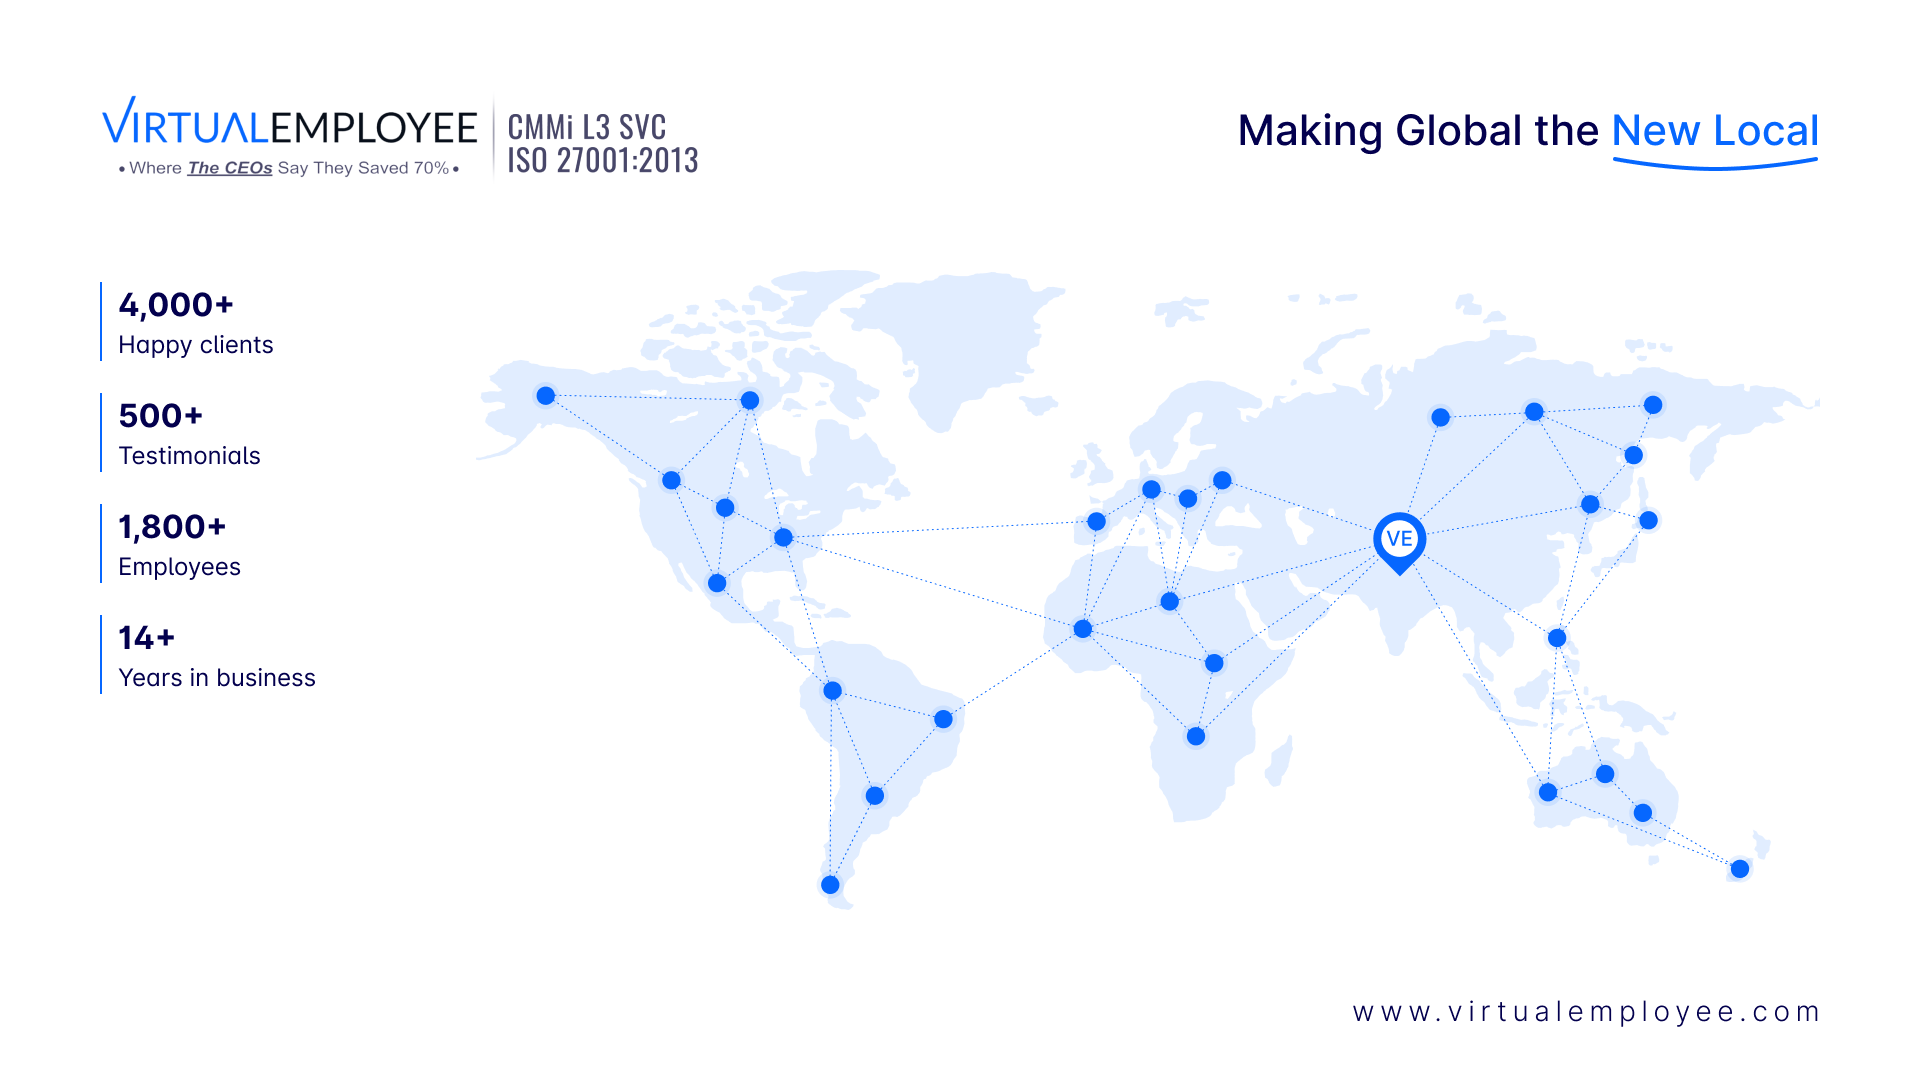 VIRTUALEMPLOYEE
• Where The CEOs Say They Saved 70% •
CMMi L3 SVC
ISO 27001:2013
Making Global the New Local
4,000+
Happy clients
500+
Testimonials
1,800+
Employees
14+
Years in business
VE
www.virtualemployee.com